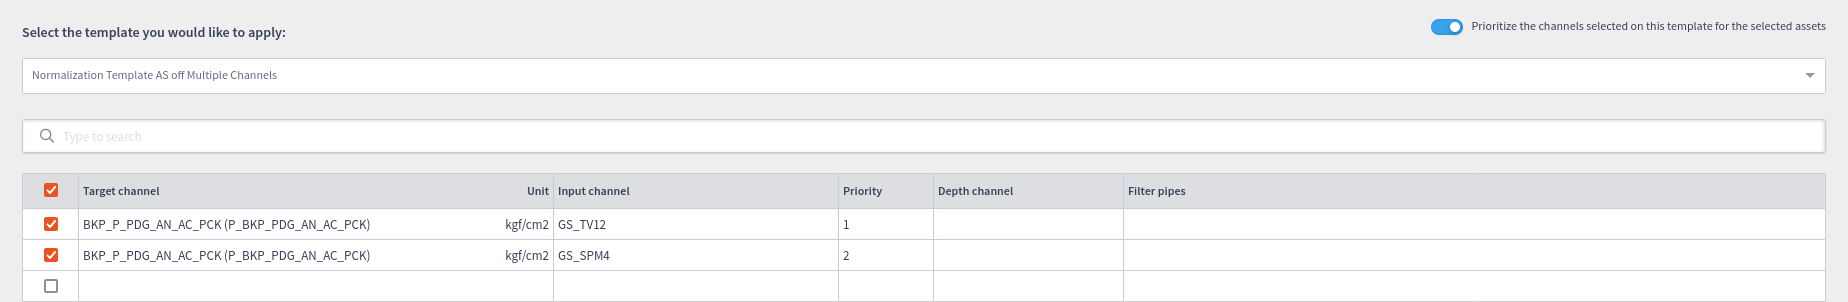 Select the template you would like to apply:
Prioritize the channels selected on this template for the selected assets
Normalization Template AS off Multiple Channels
Type to search
Target channel Unit Input channel Priority Depth channel Filter pipes
BKP_P_PDG_AN_AC_PCK (P_BKP_PDG_AN_AC_PCK) kgf/cm2 GS_TV12 1
BKP_P_PDG_AN_AC_PCK (P_BKP_PDG_AN_AC_PCK) kgf/cm2 GS_SPM4 2